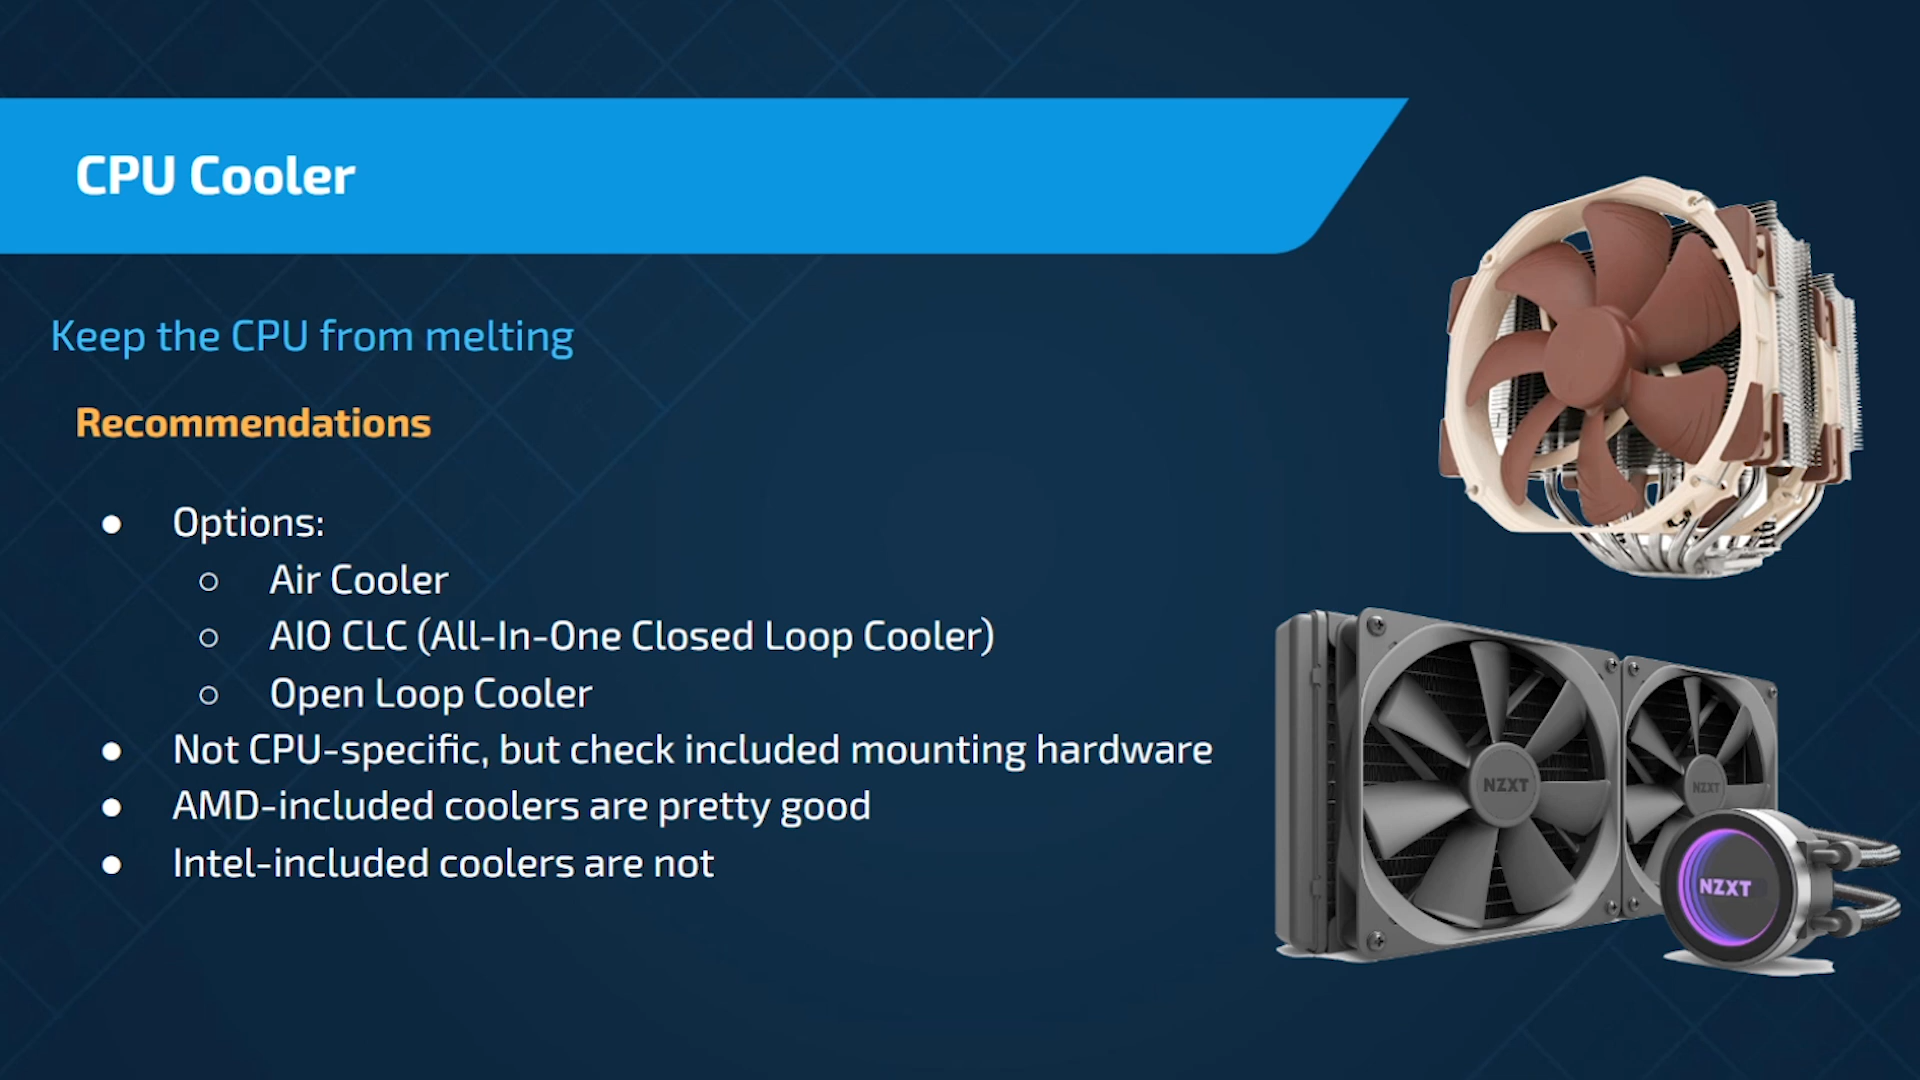 CPU Cooler
Keep the CPU from melting
Recommendations
● Options:
○ Air Cooler
○ AIO CLC (All-In-One Closed Loop Cooler)
○ Open Loop Cooler
● Not CPU-specific, but check included mounting hardware
● AMD-included coolers are pretty good
● Intel-included coolers are not
NZXT
NZXT
NZXT